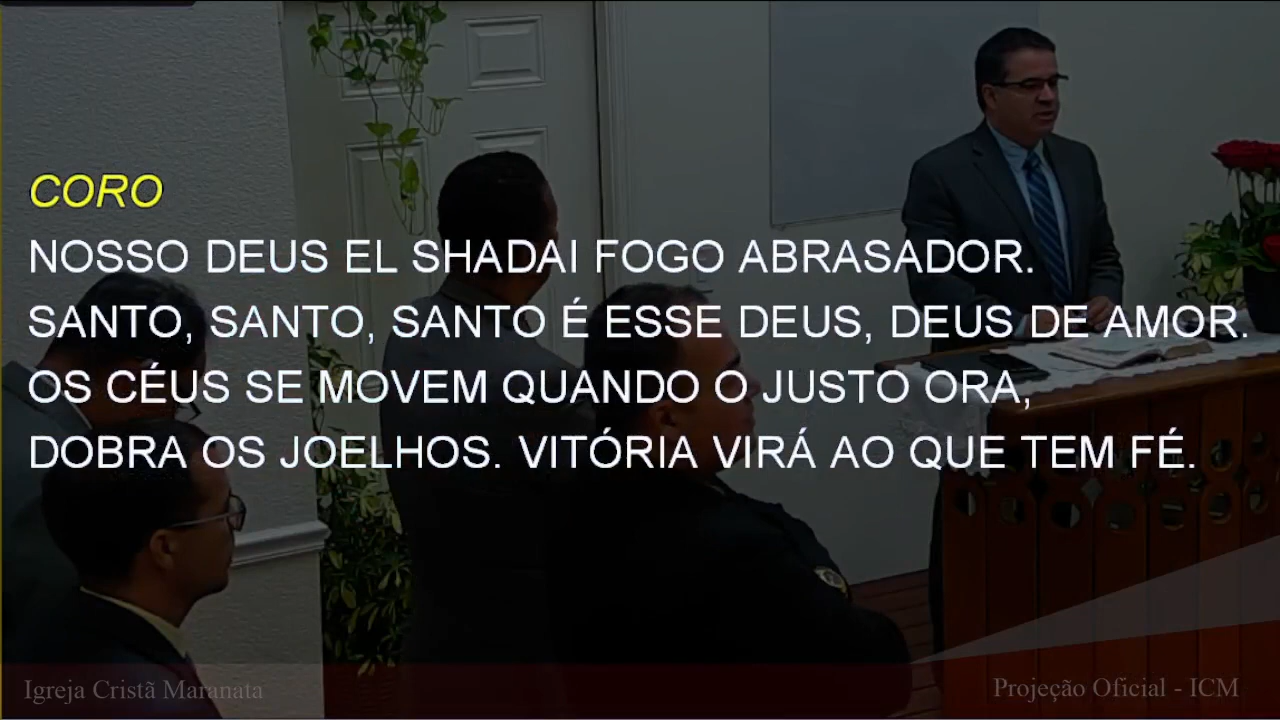 CORO
NOSSO DEUS EL SHADAI FOGO ABRASADOR.
SANTO, SANTO, SANTO É ESSE DEUS, DEUS DE AMOR.
OS CÉUS SE MOVEM QUANDO O JUSTO ORA,
DOBRA OS JOELHOS. VITÓRIA VIRÁ AO QUE TEM FÉ.
Igreja Cristã Maranata
Projeção Oficial - ICM